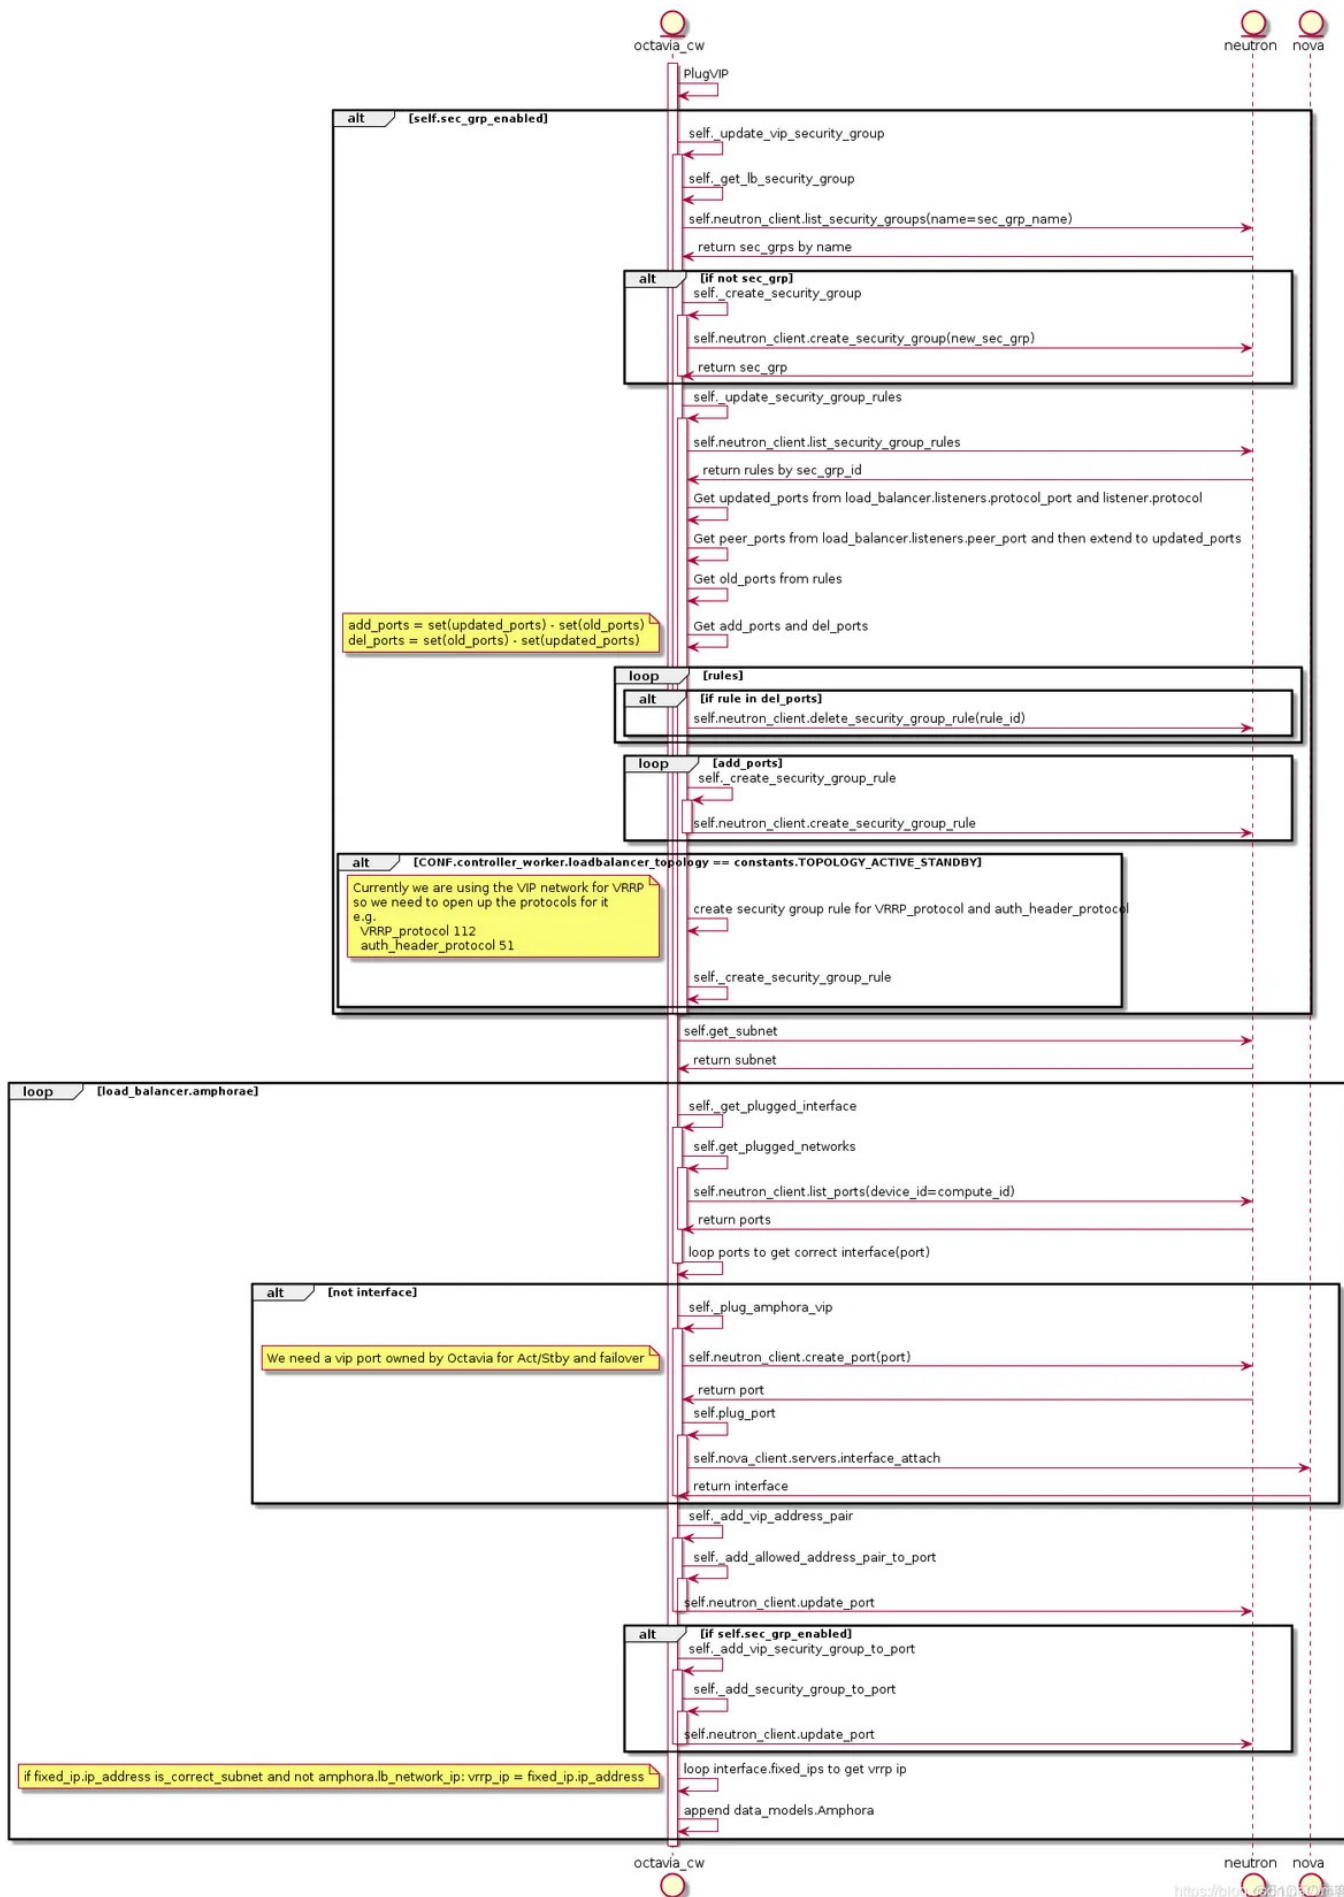 octavia_cw
neutron
nova
PlugVIP
alt [self.sec_grp_enabled]
self._update_vip_security_group
self._get_lb_security_group
self.neutron_client.list_security_groups(name=sec_grp_name)
return sec_grps by name
alt [if not sec_grp]
self._create_security_group
self.neutron_client.create_security_group(new_sec_grp)
return sec_grp
self._update_security_group_rules
self.neutron_client.list_security_group_rules
return rules by sec_grp_id
Get updated_ports from load_balancer.listeners.protocol_port and listener.protocol
Get peer_ports from load_balancer.listeners.peer_port and then extend to updated_ports
Get old_ports from rules
add_ports = set(updated_ports) - set(old_ports)
del_ports = set(old_ports) - set(updated_ports)
Get add_ports and del_ports
loop [rules]
alt [if rule in del_ports]
self.neutron_client.delete_security_group_rule(rule_id)
loop [add_ports]
self._create_security_group_rule
self.neutron_client.create_security_group_rule
alt [CONF.controller_worker.loadbalancer_topology == constants.TOPOLOGY_ACTIVE_STANDBY]
Currently we are using the VIP network for VRRP
so we need to open up the protocols for it
e.g.
VRRP_protocol 112
auth_header_protocol 51
create security group rule for VRRP_protocol and auth_header_protocol
self._create_security_group_rule
self.get_subnet
return subnet
loop [load_balancer.amphorae]
self._get_plugged_interface
self.get_plugged_networks
self.neutron_client.list_ports(device_id=compute_id)
return ports
loop ports to get correct interface(port)
alt [not interface]
self._plug_amphora_vip
We need a vip port owned by Octavia for Act/Stby and failover
self.neutron_client.create_port(port)
return port
self.plug_port
self.nova_client.servers.interface_attach
return interface
self._add_vip_address_pair
self._add_allowed_address_pair_to_port
self.neutron_client.update_port
alt [if self.sec_grp_enabled]
self._add_vip_security_group_to_port
self._add_security_group_to_port
self.neutron_client.update_port
if fixed_ip.ip_address is_correct_subnet and not amphora.lb_network_ip: vrrp_ip = fixed_ip.ip_address
loop interface.fixed_ips to get vrrp ip
append data_models.Amphora
octavia_cw
neutron
nova